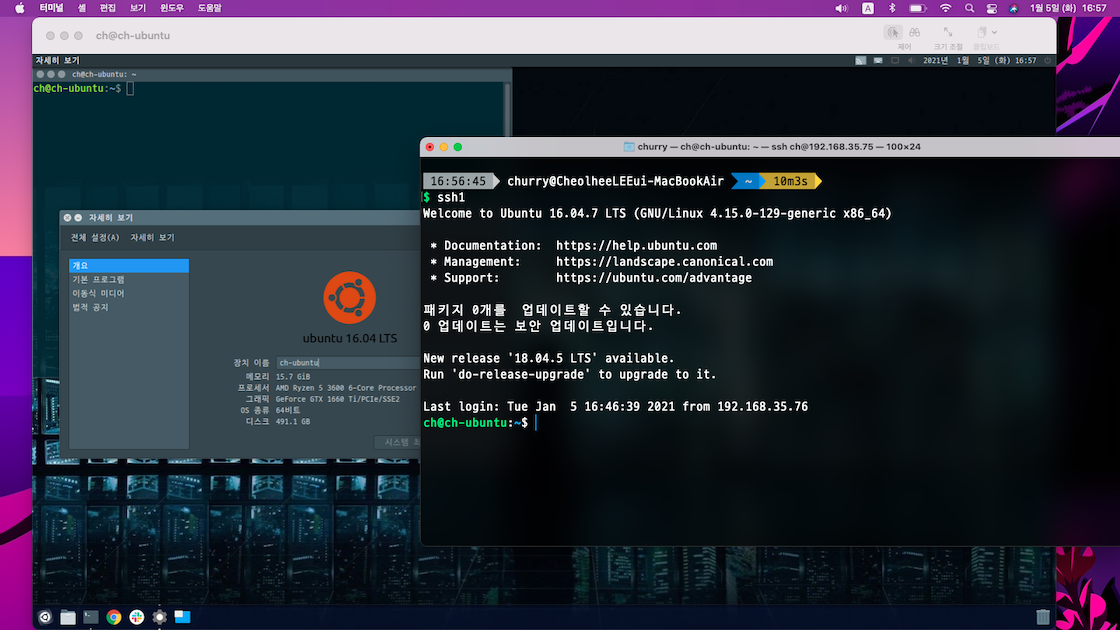 터미널 셸 편집 보기 윈도우 도움말
A
1월 5일 (화) 16:57
ch@ch-ubuntu
제어
크기 조절
클립보드
자세히 보기
2021년 1월 5일 (화) 16:57
ch@ch-ubuntu: ~
ch@ch-ubuntu:~$
자세히 보기
전체 설정(A) 자세히 보기
개요
기본 프로그램
이동식 미디어
법적 공지
ubuntu 16.04 LTS
장치 이름 ch-ubuntu
메모리 15.7 GiB
프로세서 AMD Ryzen 5 3600 6-Core Processor
그래픽 GeForce GTX 1660 Ti/PCIe/SSE2
OS 종류 64비트
디스크 491.1 GB
시스템
churry — ch@ch-ubuntu: ~ — ssh ch@192.168.35.75 — 100×24
16:56:45 churry@CheolheeLEEui-MacBookAir ~ 10m3s
$ ssh1
Welcome to Ubuntu 16.04.7 LTS (GNU/Linux 4.15.0-129-generic x86_64)
* Documentation: https://help.ubuntu.com
* Management: https://landscape.canonical.com
* Support: https://ubuntu.com/advantage
패키지 0개를 업데이트할 수 있습니다.
0 업데이트는 보안 업데이트입니다.
New release '18.04.5 LTS' available.
Run 'do-release-upgrade' to upgrade to it.
Last login: Tue Jan 5 16:46:39 2021 from 192.168.35.76
ch@ch-ubuntu:~$